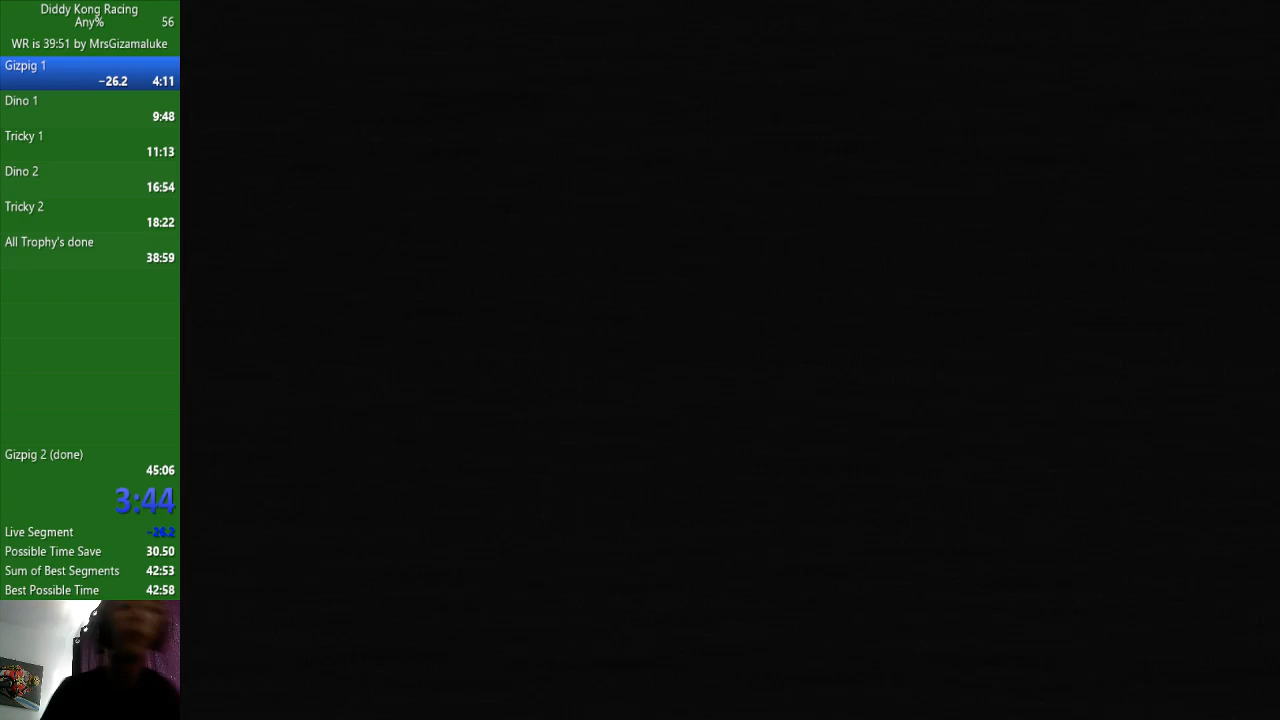 Diddy Kong Racing
Any% 56
WR is 39:51 by MrsGizamaluke
Gizpig 1
-26.2 4:11
Dino 1
9:48
Tricky 1
11:13
Dino 2
16:54
Tricky 2
18:22
All Trophy's done
38:59
Gizpig 2 (done)
45:06
3:44
Live Segment -26.2
Possible Time Save 30.50
Sum of Best Segments 42:53
Best Possible Time 42:58